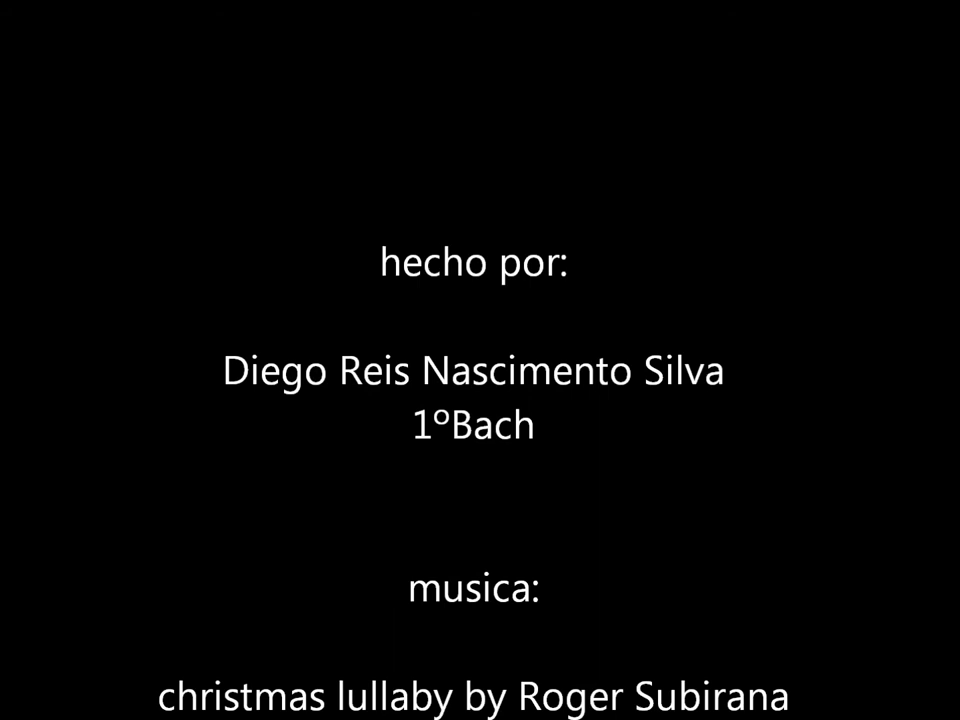 hecho por:
Diego Reis Nascimento Silva
1ºBach
musica:
christmas lullaby by Roger Subirana